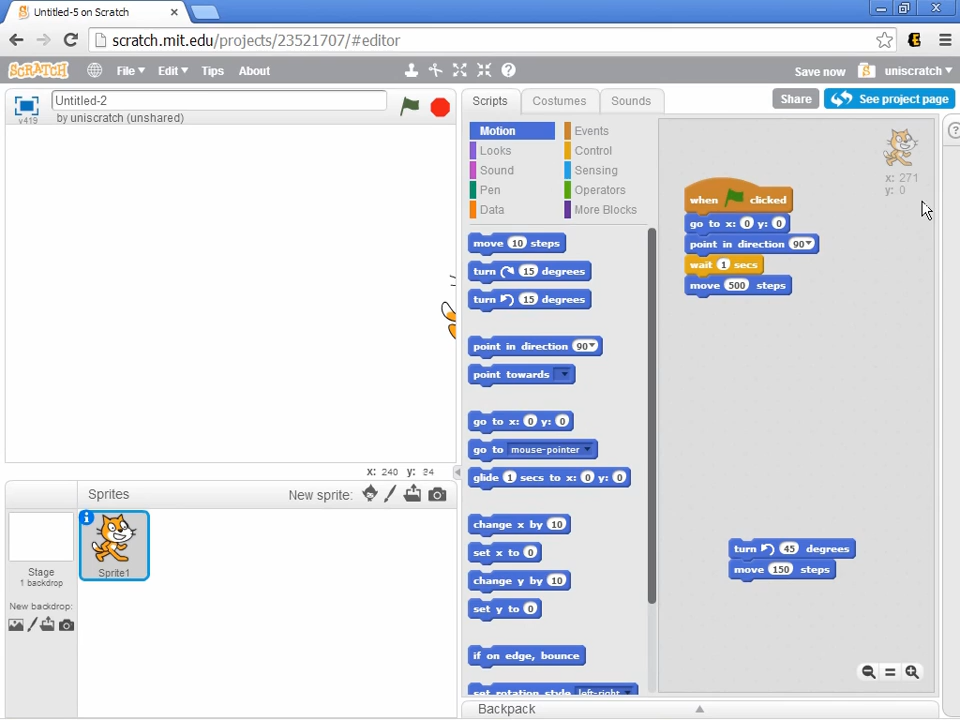 Untitled-5 on Scratch
scratch.mit.edu/projects/23521707/#editor
SCRATCH File Edit Tips About Save now uniscratch
v419 Untitled-2
by uniscratch (unshared)
Scripts Costumes Sounds Share See project page
Motion Events
Looks Control
Sound Sensing
Pen Operators
Data More Blocks
move 10 steps
turn 15 degrees
turn 15 degrees
point in direction 90
point towards
go to x: 0 y: 0
go to mouse-pointer
glide 1 secs to x: 0 y: 0
change x by 10
set x to 0
change y by 10
set y to 0
if on edge, bounce
set rotation style left-right
x: 271
y: 0
when clicked
go to x: 0 y: 0
point in direction 90
wait 1 secs
move 500 steps
turn 45 degrees
move 150 steps
x: 240 y: 84
Sprites New sprite:
Stage
1 backdrop
New backdrop:
Sprite1
Backpack